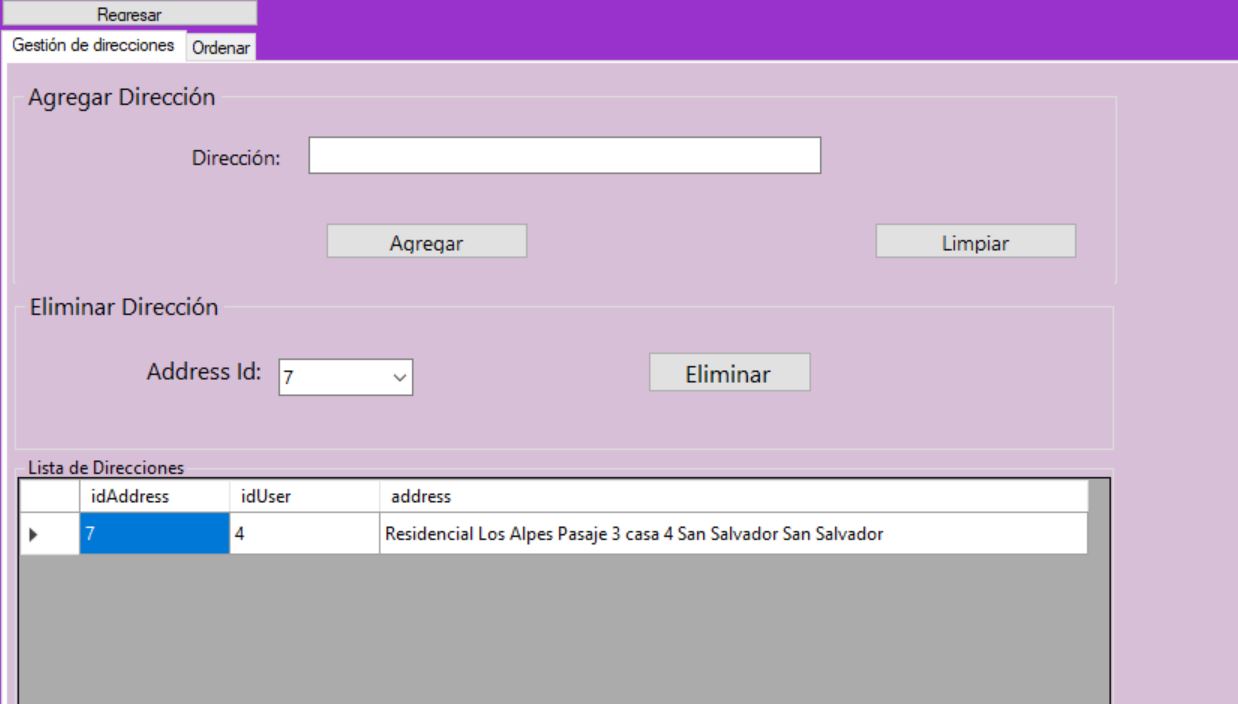 Regresar
Gestión de direcciones Ordenar
Agregar Dirección
Dirección:
Agregar Limpiar
Eliminar Dirección
Address Id: 7 Eliminar
Lista de Direcciones
idAddress idUser address
7 4 Residencial Los Alpes Pasaje 3 casa 4 San Salvador San Salvador